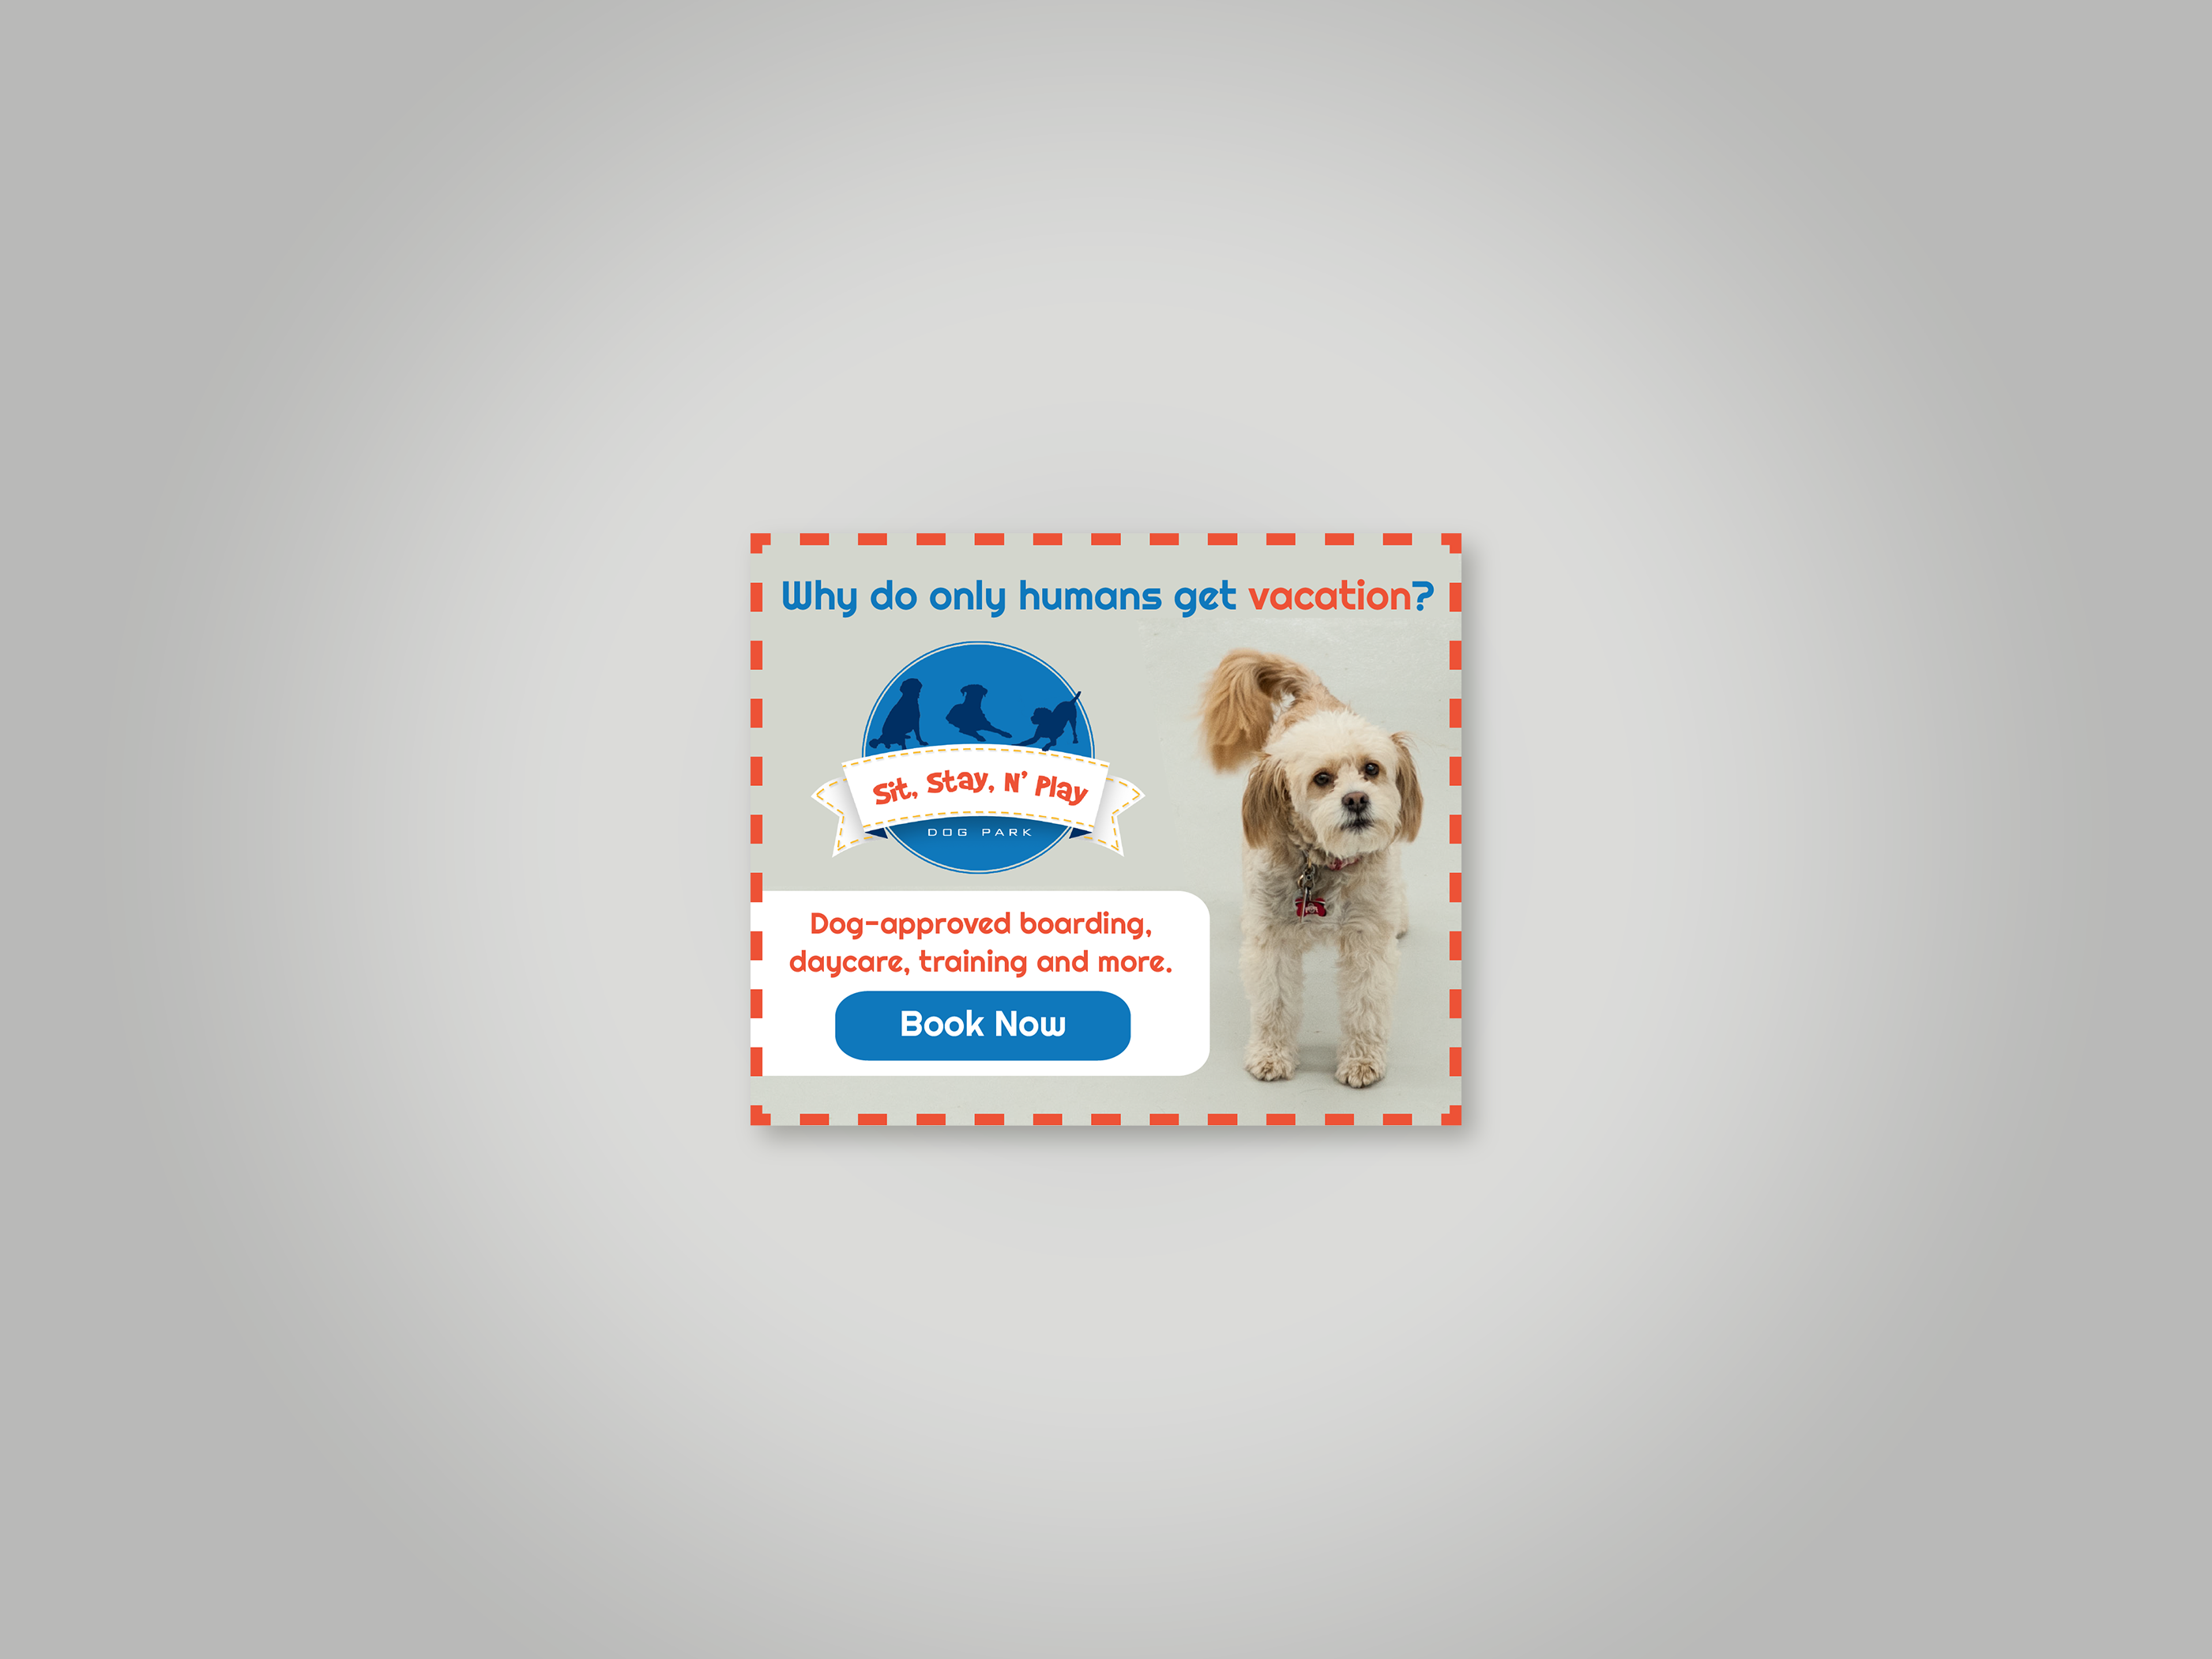 Why do only humans get vacation?
Sit, Stay, N' Play
DOG PARK
Dog-approved boarding,
daycare, training and more.
Book Now